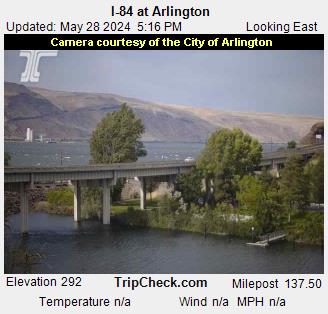 I-84 at Arlington
Updated: May 28 2024 5:16 PM Looking East
Camera courtesy of the City of Arlington
Elevation 292 TripCheck.com Milepost 137.50
Temperature n/a Wind n/a MPH n/a